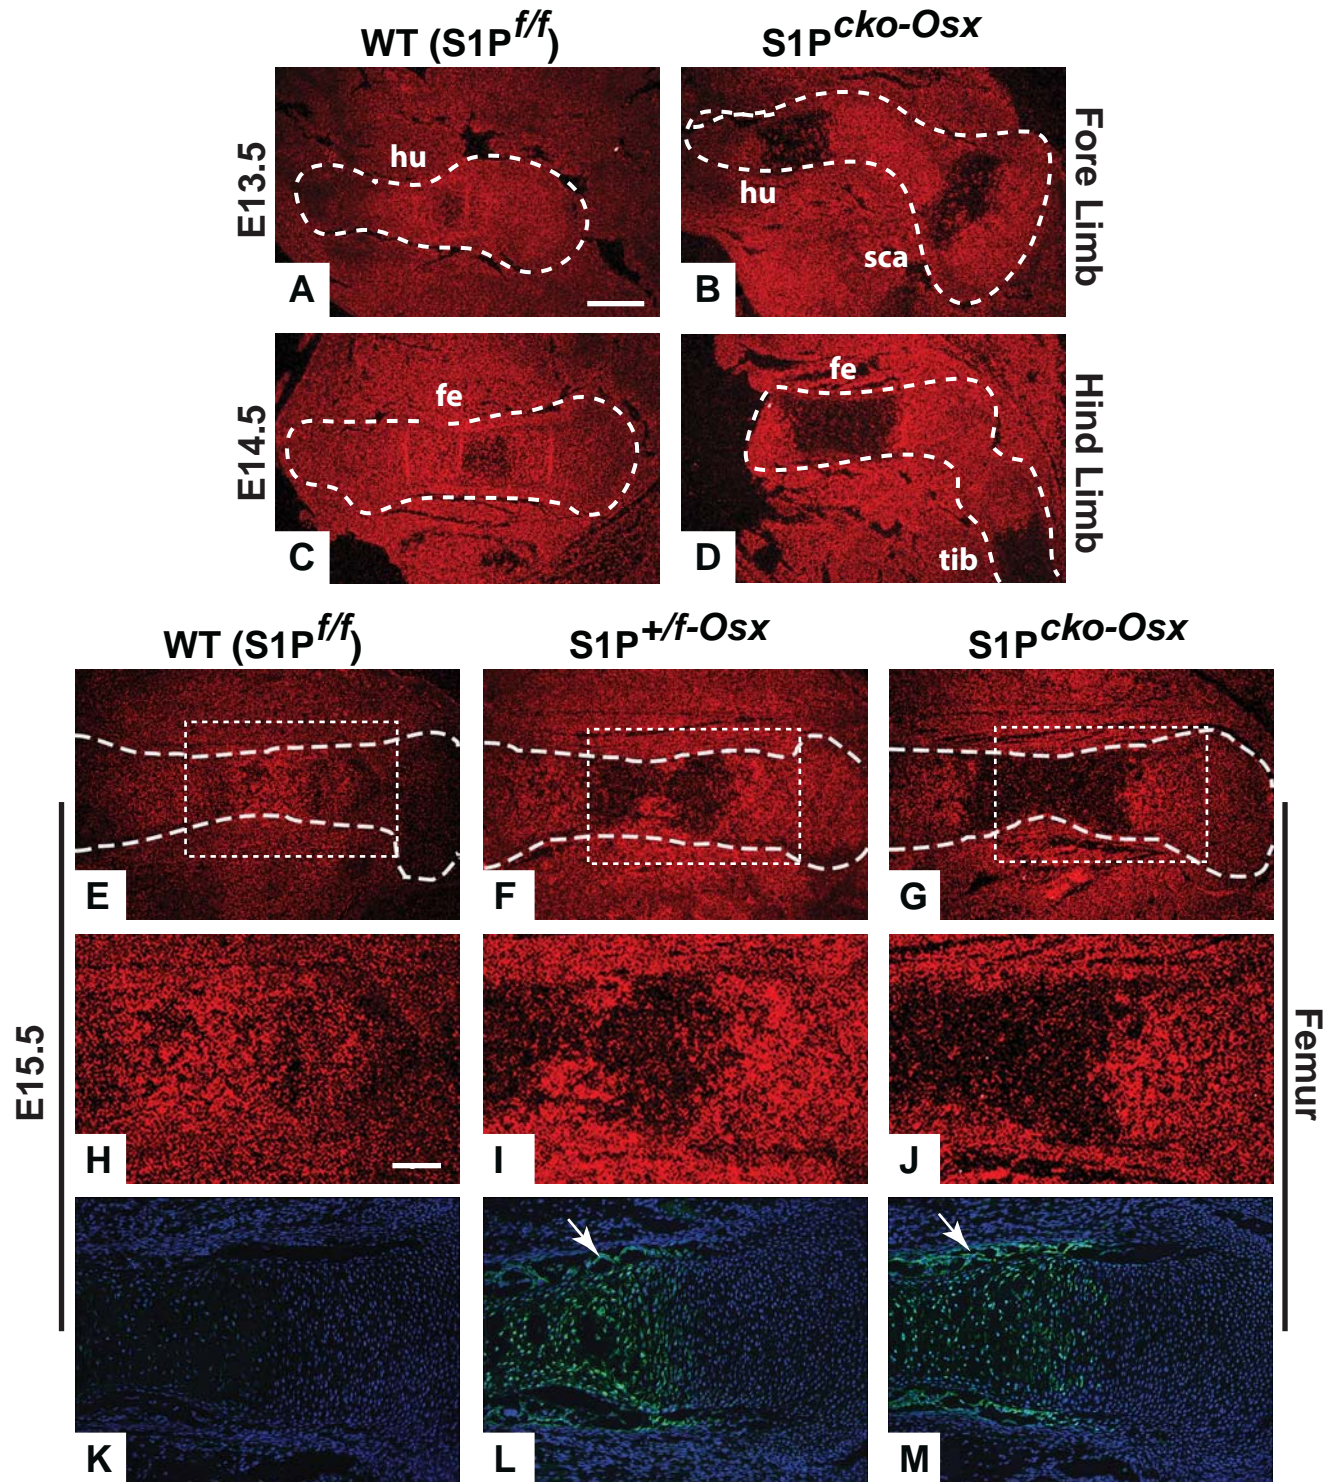 WT (S1P f/f)
S1P cko-Osx
E13.5
hu
A
hu
sca
B
Fore Limb
E14.5
fe
C
fe
tib
D
Hind Limb
WT (S1P f/f)
S1P +/f-Osx
S1P cko-Osx
E
F
G
E15.5
H
I
J
Femur
K
L
M